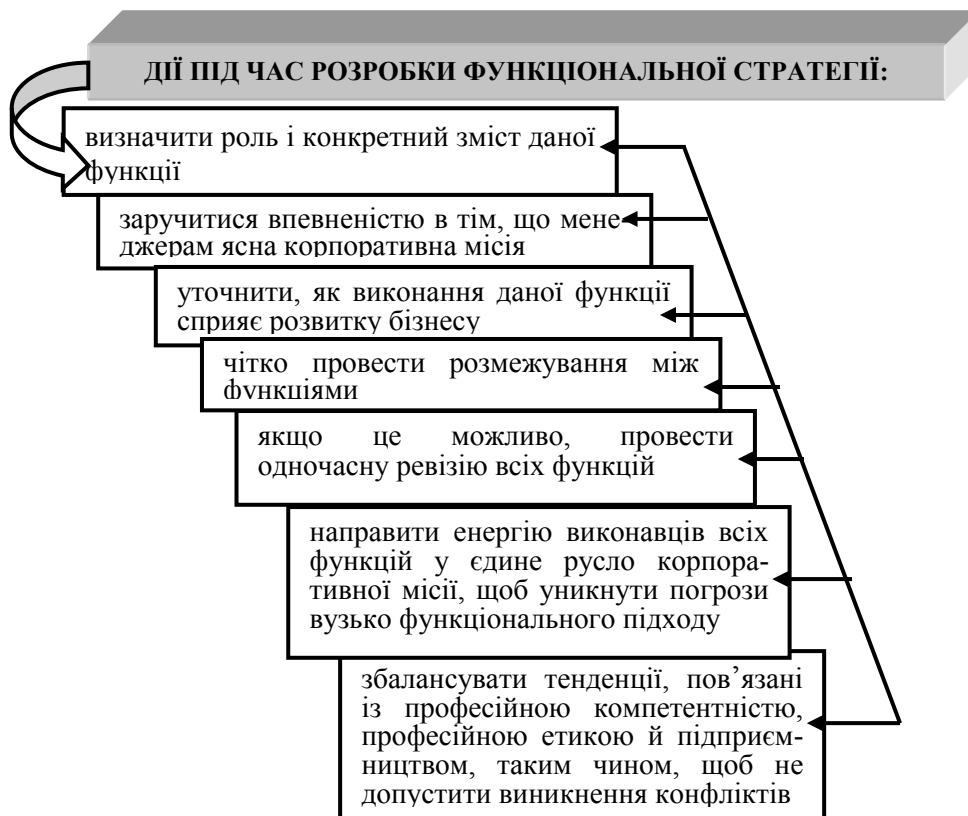 ДІЇ ПІД ЧАС РОЗРОБКИ ФУНКЦІОНАЛЬНОЇ СТРАТЕГІЇ:
визначити роль і конкретний зміст даної
функції
заручитися впевненістю в тім, що мене-
джерам ясна корпоративна місія
уточнити, як виконання даної функції
сприяє розвитку бізнесу
чітко провести розмежування між
функціями
якщо це можливо, провести
одночасну ревізію всіх функцій
направити енергію виконавців всіх
функцій у єдине русло корпора-
тивної місії, щоб уникнути погрози
вузько функціонального підходу
збалансувати тенденції, пов’язані
із професійною компетентністю,
професійною етикою й підприєм-
ництвом, таким чином, щоб не
допустити виникнення конфліктів